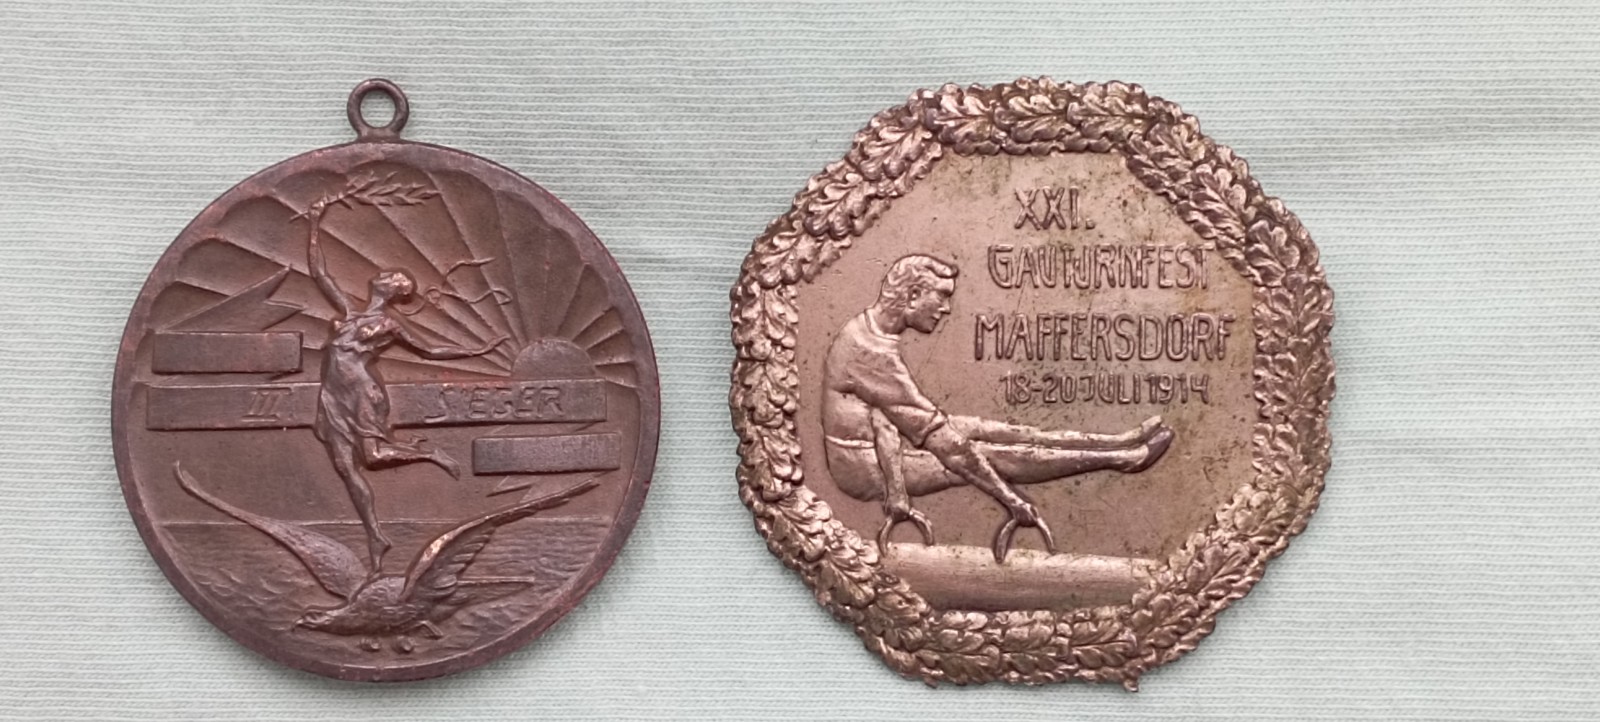 III SIEGER
XXI.
GAUTURNFEST
MAFFERSDORF
18-20 JULI 1914